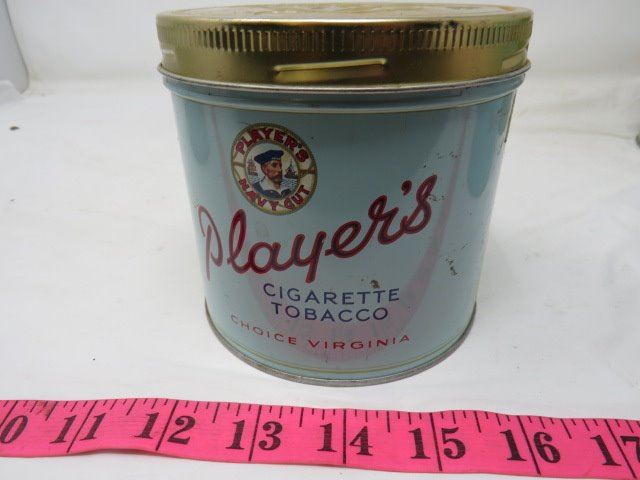 PLAYER'S
NAVY CUT
Player's
CIGARETTE
TOBACCO
CHOICE VIRGINIA
0 11 12 13 14 15 16 17